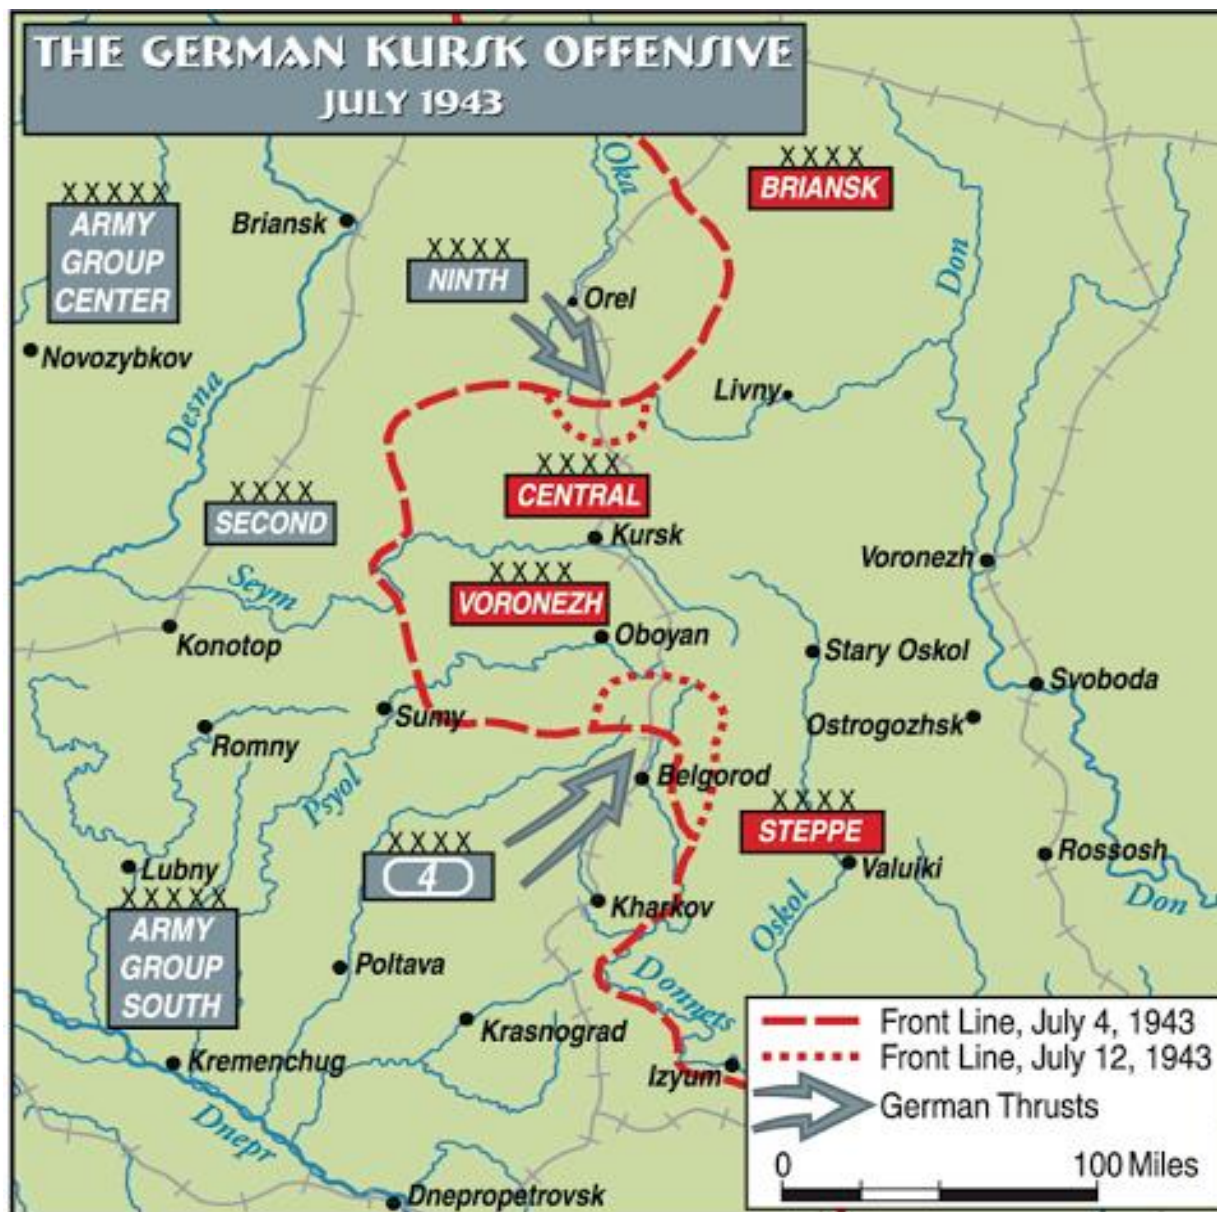 THE GERMAN KURSK OFFENSIVE
JULY 1943
Oka
XXXX
BRIANSK
XXXXX
ARMY
GROUP
CENTER
Briansk
XXXX
NINTH
Don
Orel
Novozybkov
Desna
Livny
XXXX
CENTRAL
XXXX
SECOND
Kursk
Voronezh
Seym
XXXX
VORONEZH
Konotop
Oboyan
Stary Oskol
Svoboda
Sumy
Ostrogozhsk
Romny
Psyol
Belgorod
XXXX
STEPPE
XXXX
4
Lubny
Valuiki
Rossosh
Don
XXXXX
ARMY
GROUP
SOUTH
Kharkov
Oskol
Poltava
Donnets
Krasnograd
Kremenchug
Izyum
Dnepr
Dnepropetrovsk
Front Line, July 4, 1943
Front Line, July 12, 1943
German Thrusts
0 100 Miles